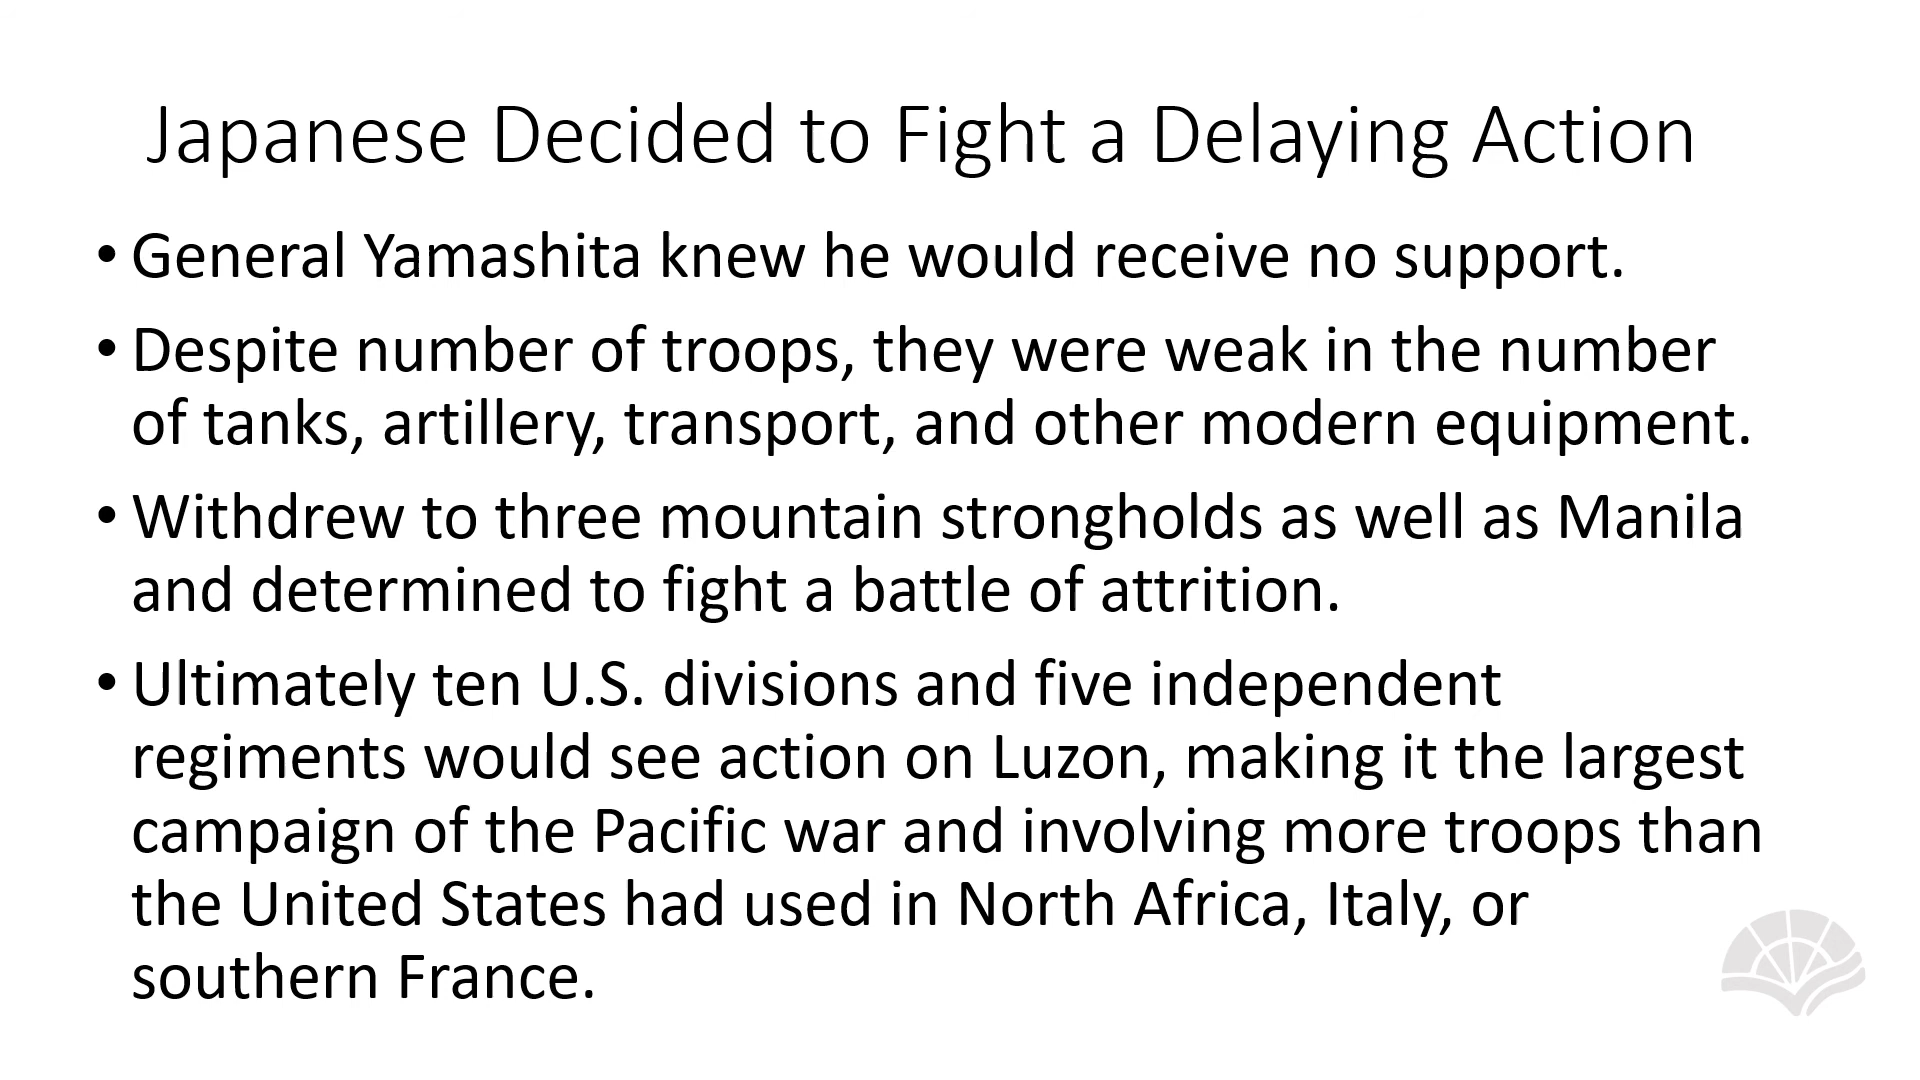 Japanese Decided to Fight a Delaying Action
• General Yamashita knew he would receive no support.
• Despite number of troops, they were weak in the number
of tanks, artillery, transport, and other modern equipment.
• Withdrew to three mountain strongholds as well as Manila
and determined to fight a battle of attrition.
• Ultimately ten U.S. divisions and five independent
regiments would see action on Luzon, making it the largest
campaign of the Pacific war and involving more troops than
the United States had used in North Africa, Italy, or
southern France.